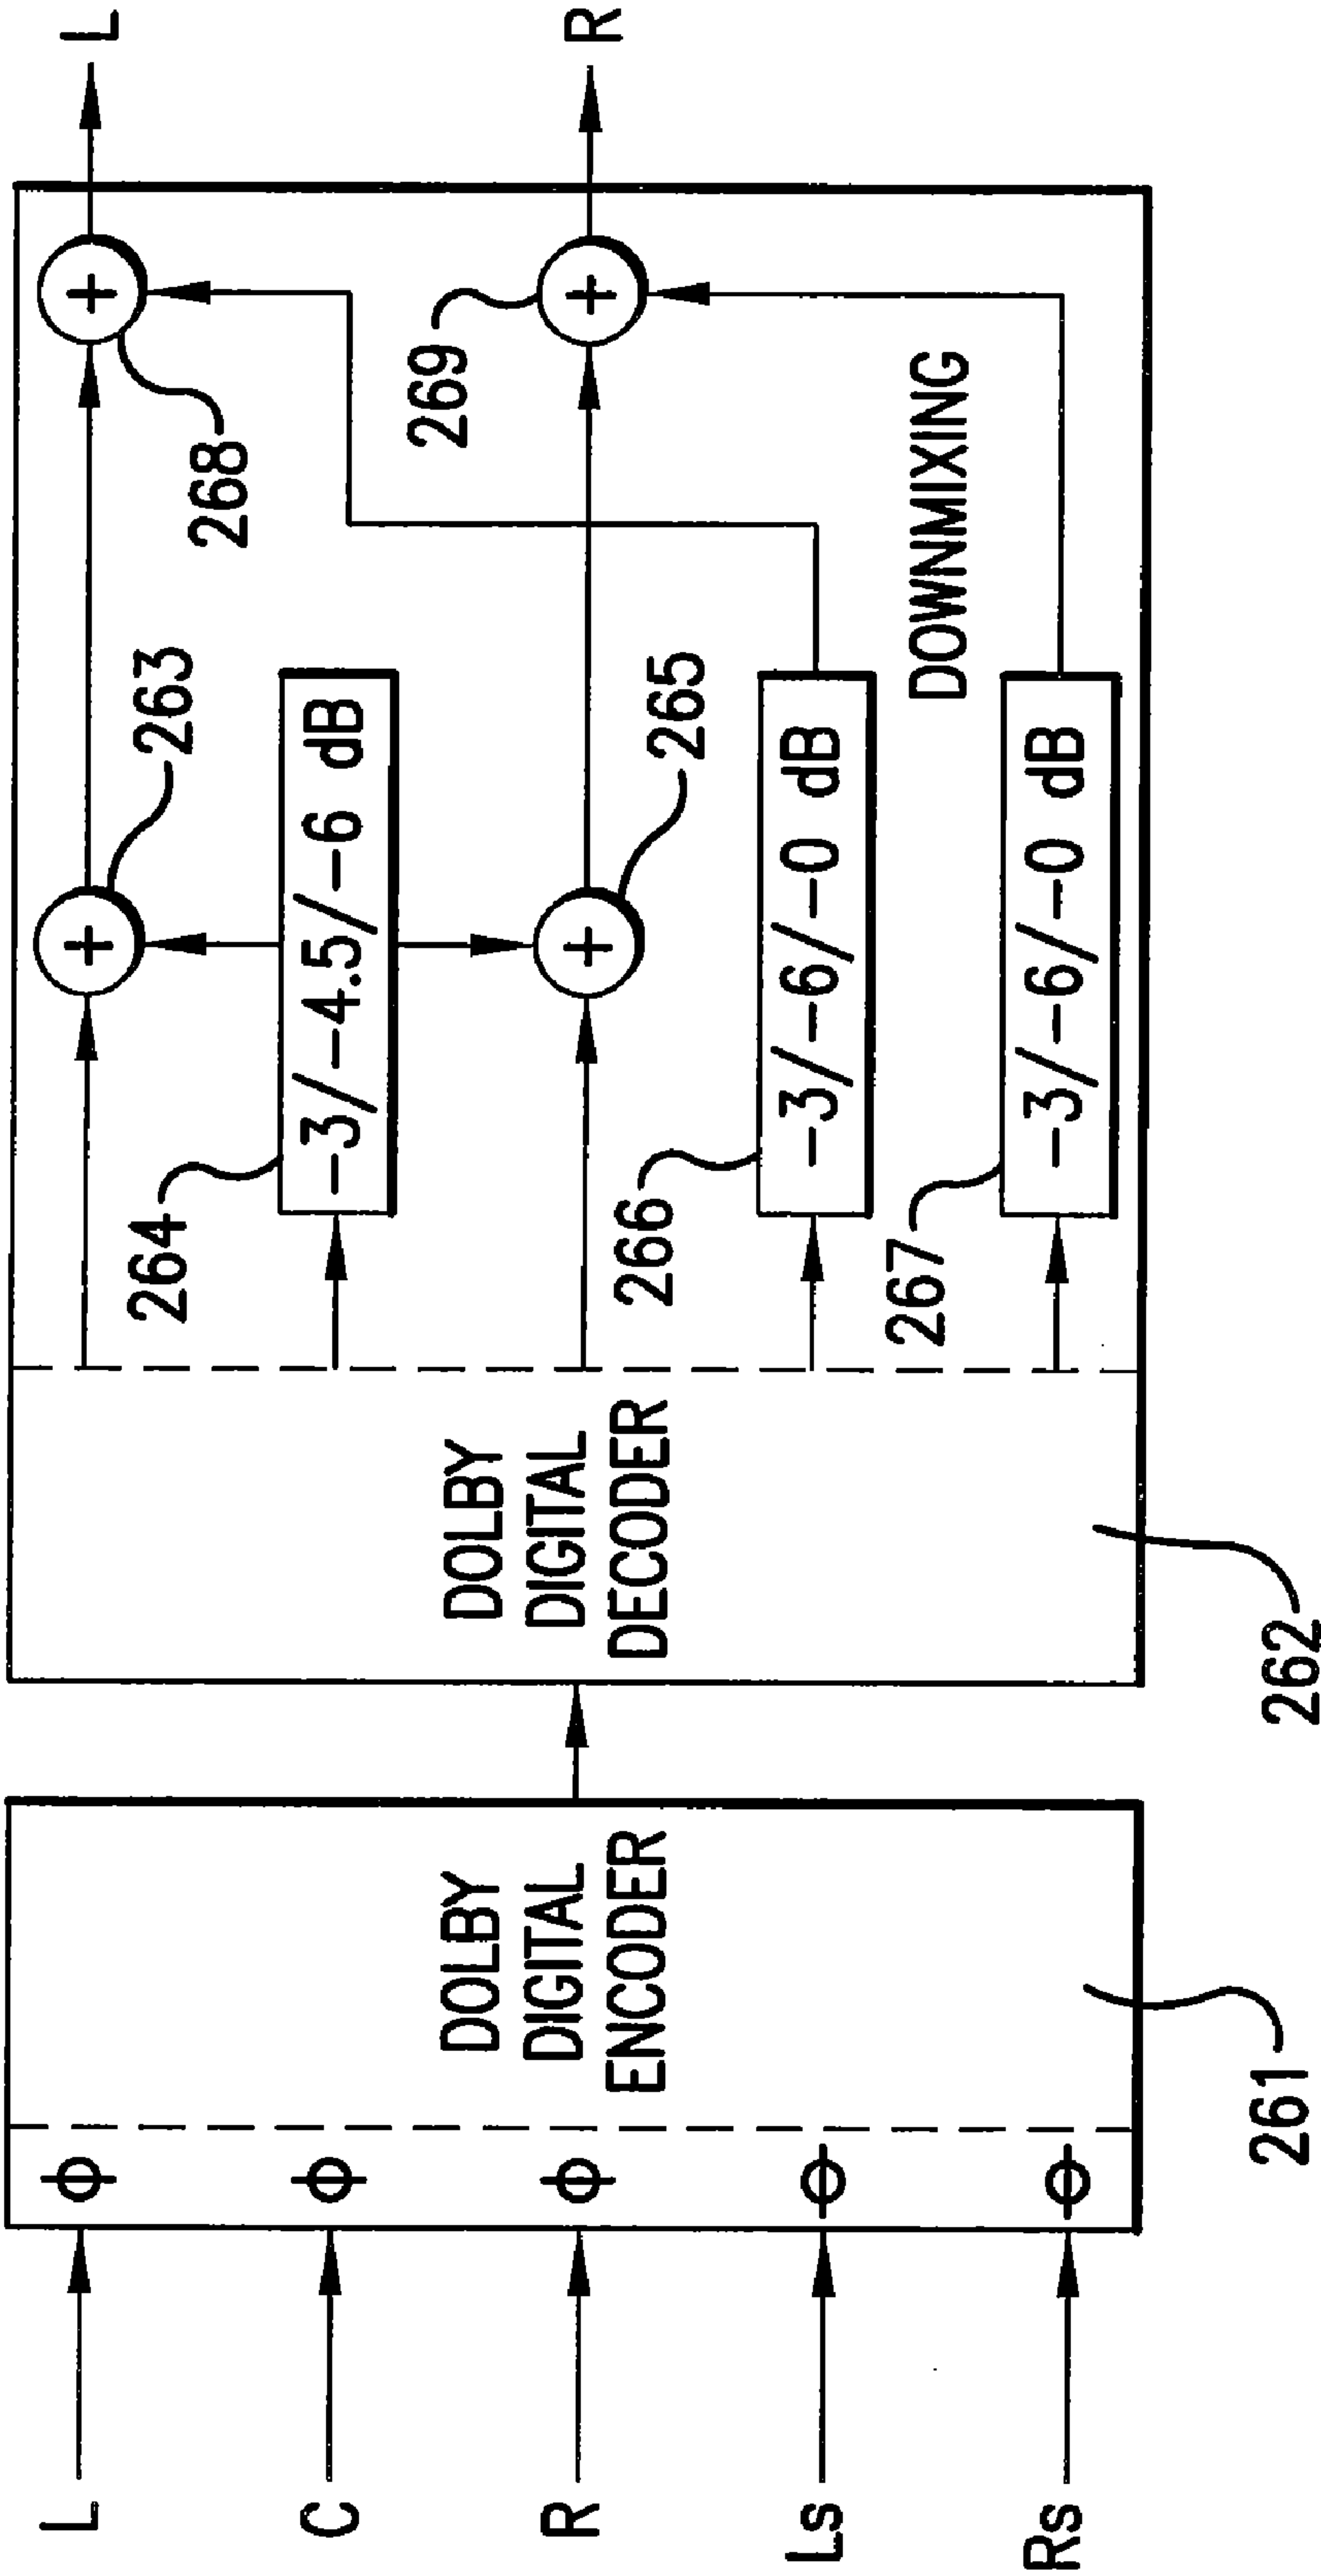 L
C
R
Ls
Rs
ϕ
ϕ
ϕ
ϕ
ϕ
DOLBY
DIGITAL
ENCODER
261
DOLBY
DIGITAL
DECODER
262
263
264
-3/-4.5/-6 dB
265
266
-3/-6/-0 dB
267
-3/-6/-0 dB
DOWNMIXING
268
269
+
+
+
+
L
R